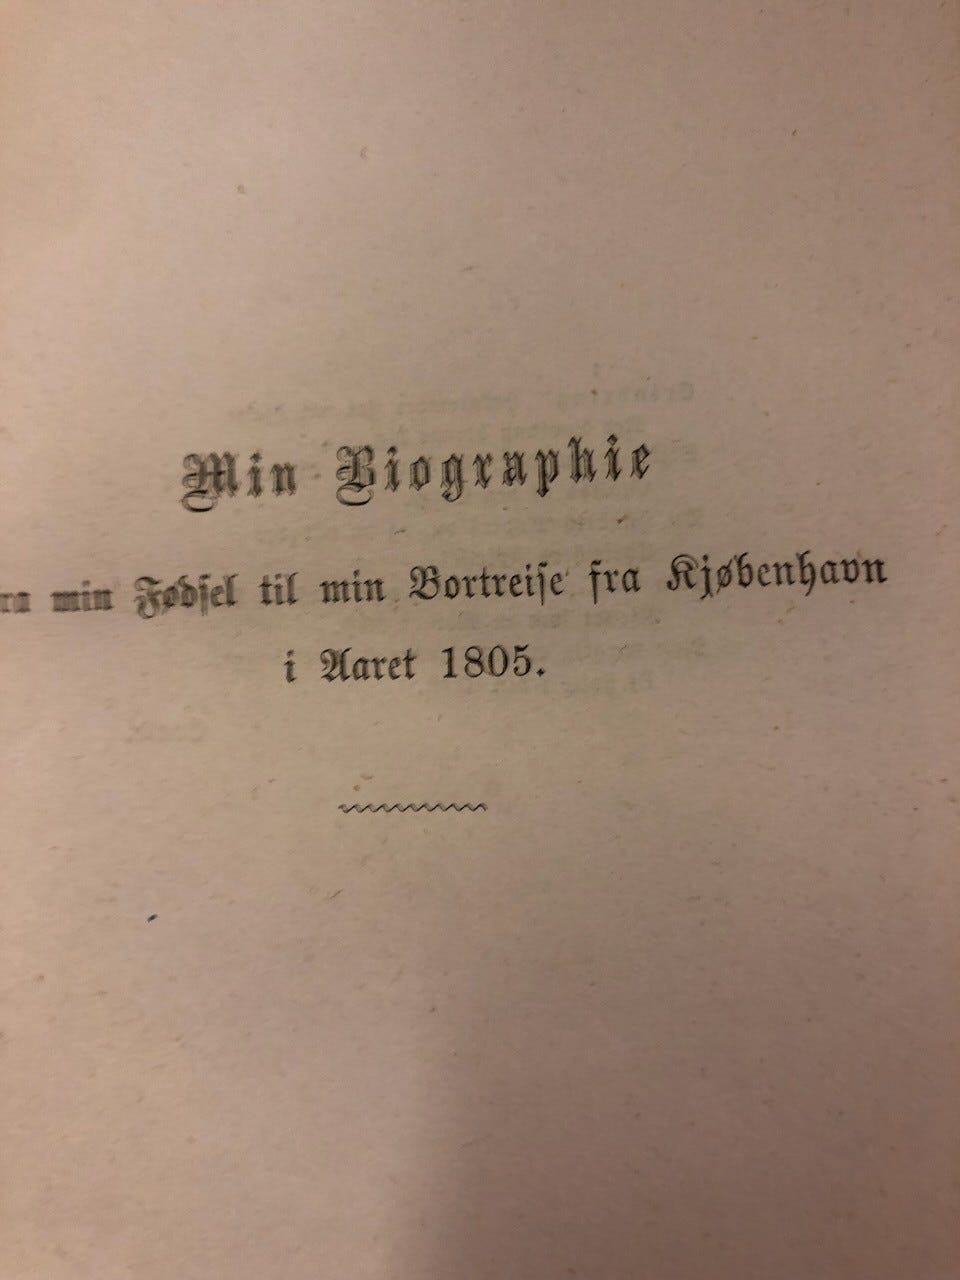 Min Biographie
ra min Fødsel til min Bortreise fra Kjøbenhavn
i Aaret 1805.